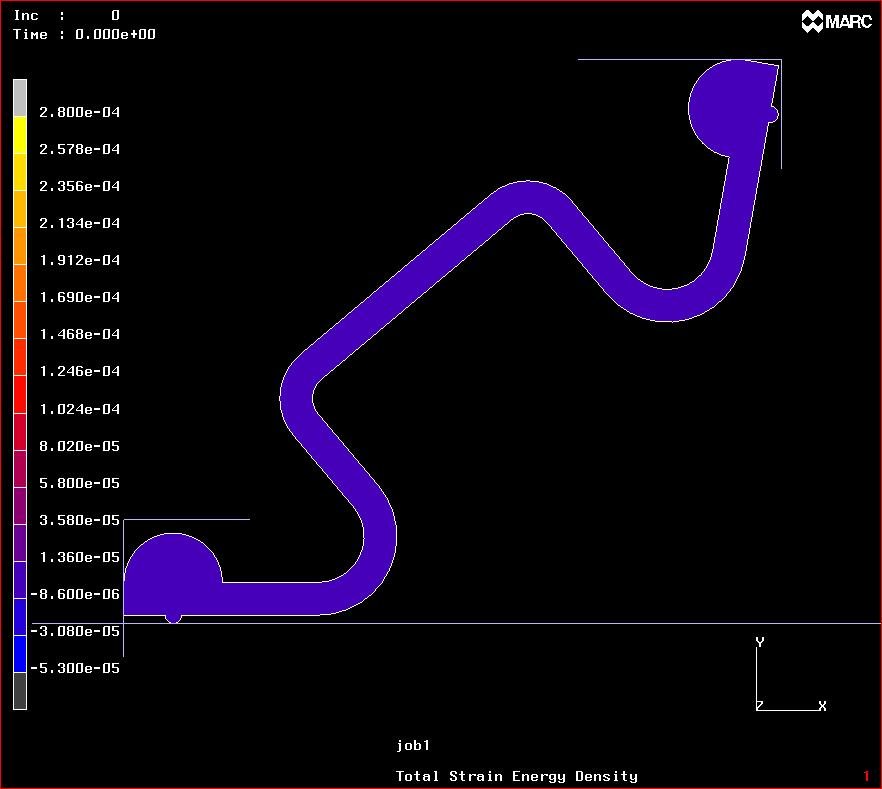 Inc : 0
Time : 0.000e+00
MARC
2.800e-04
2.578e-04
2.356e-04
2.134e-04
1.912e-04
1.690e-04
1.468e-04
1.246e-04
1.024e-04
8.020e-05
5.800e-05
3.580e-05
1.360e-05
-8.600e-06
-3.080e-05
-5.300e-05
Y
Z X
job1
Total Strain Energy Density
1